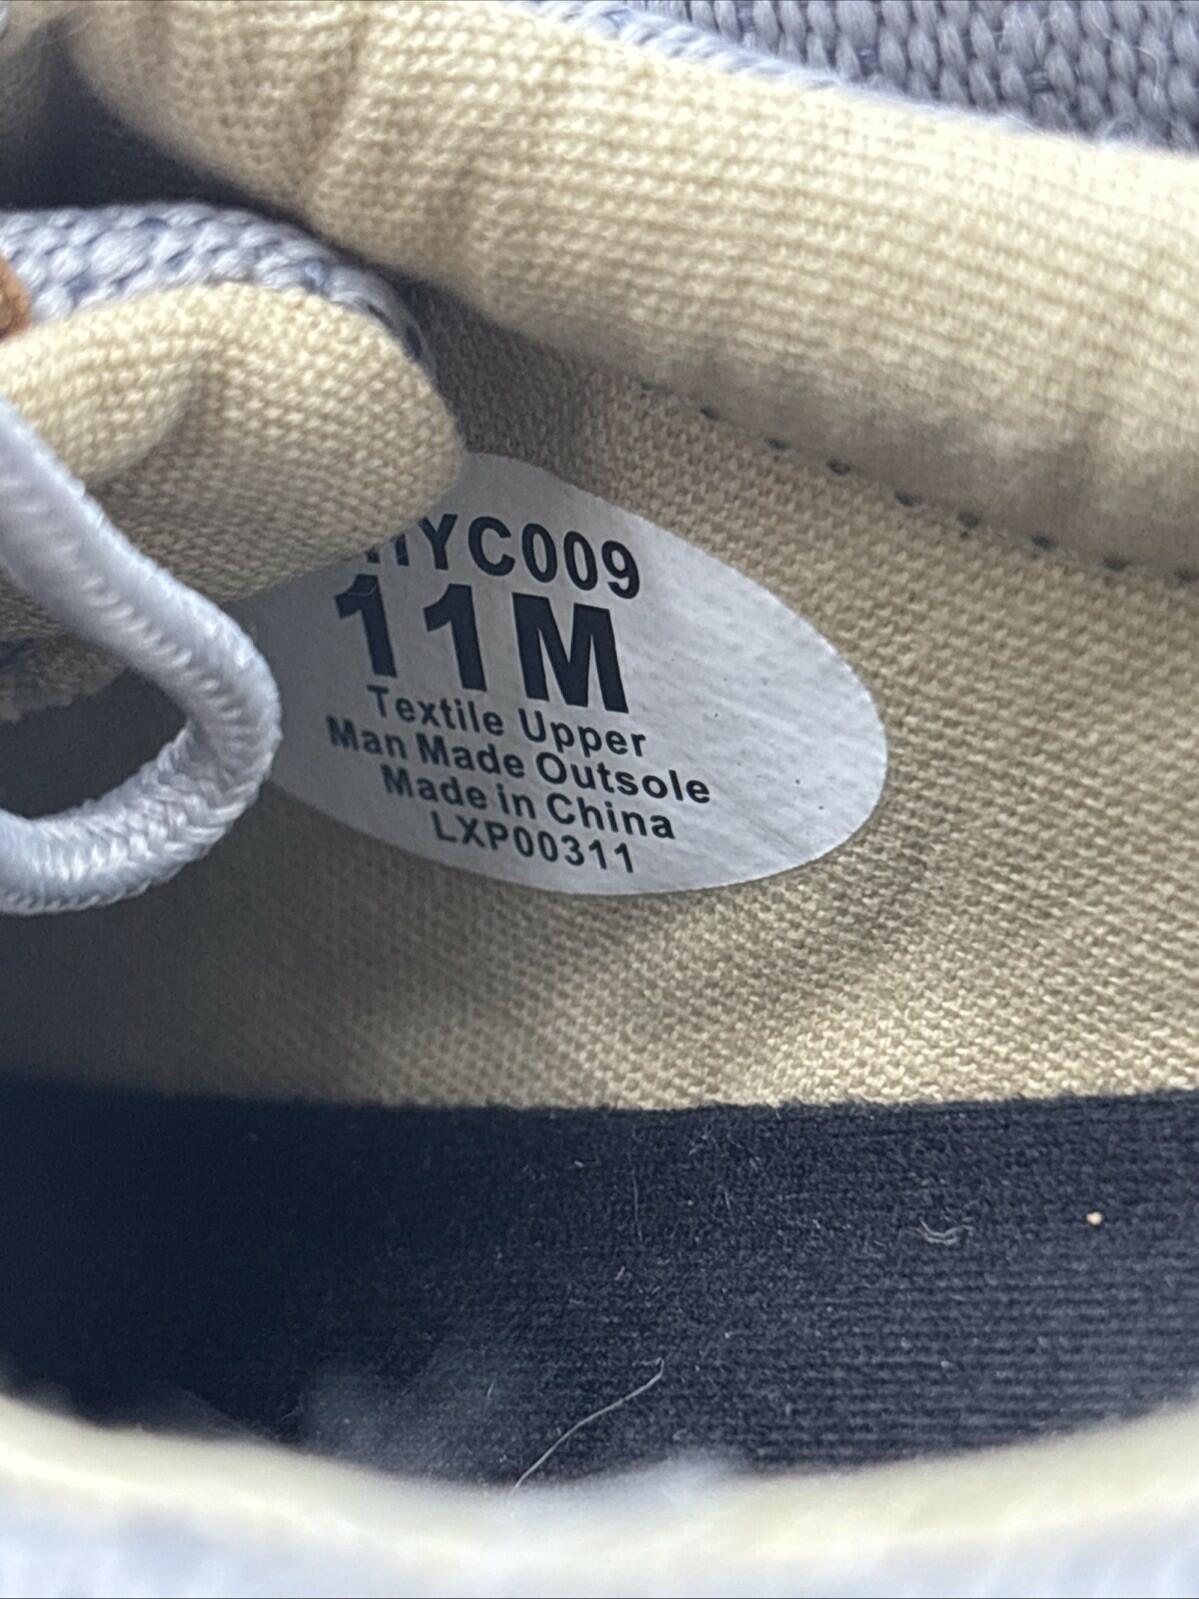 11M
Textile Upper
Man Made Outsole
Made in China
LXP00311